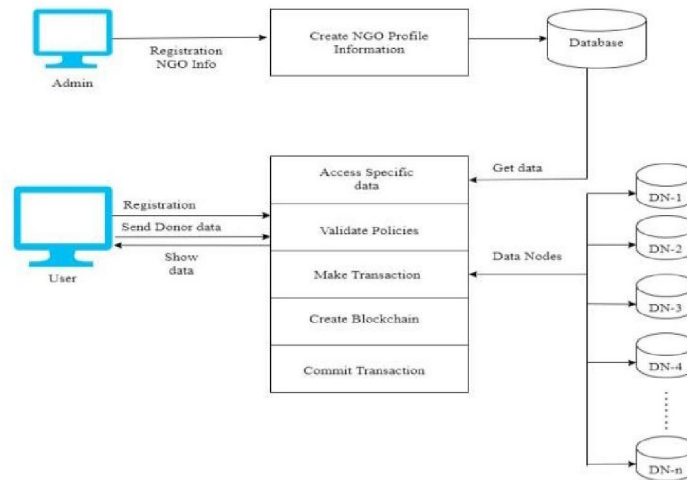 Registration
NGO Info
Admin
Create NGO Profile
Information
Database
Access Specific
data
Get data
Registration
Send Donor data
Show
data
User
Validate Policies
Make Transaction
Data Nodes
Create Blockchain
Commit Transaction
DN-1
DN-2
DN-3
DN-4
DN-n